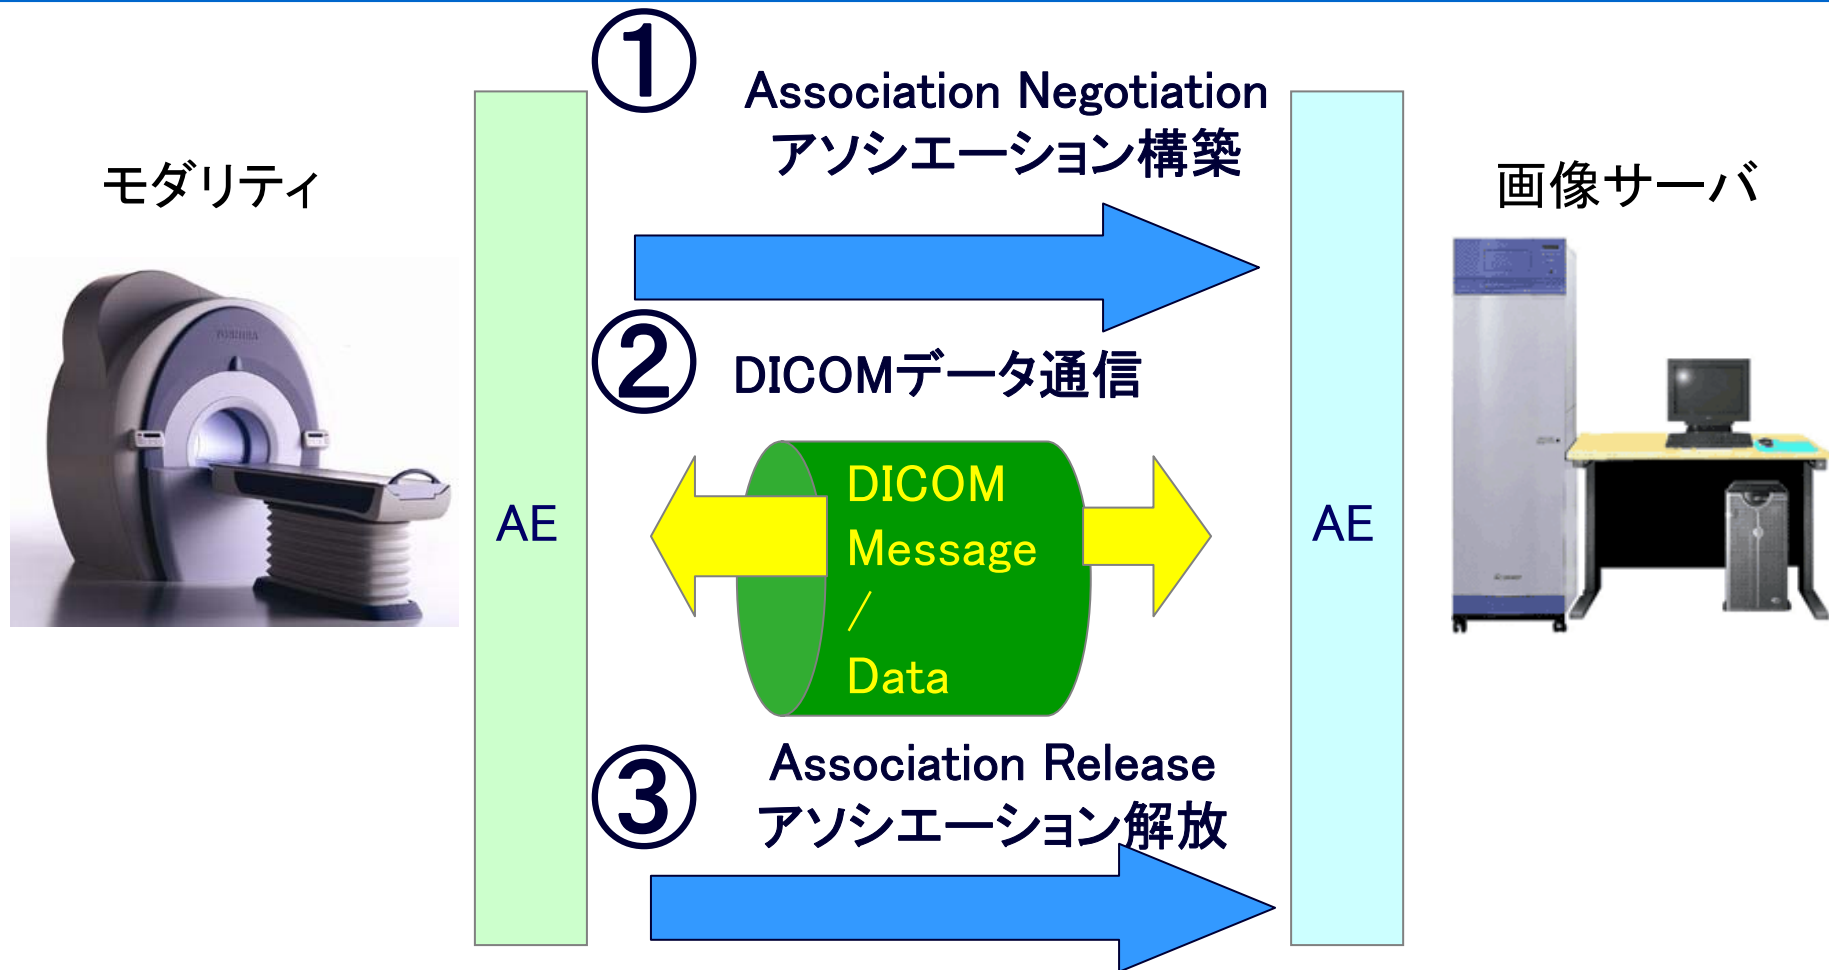 ①
Association Negotiation
アソシエーション構築
モダリティ
画像サーバ
TOSHIBA
②
DICOMデータ通信
AE
DICOM
Message
/
Data
AE
③
Association Release
アソシエーション解放